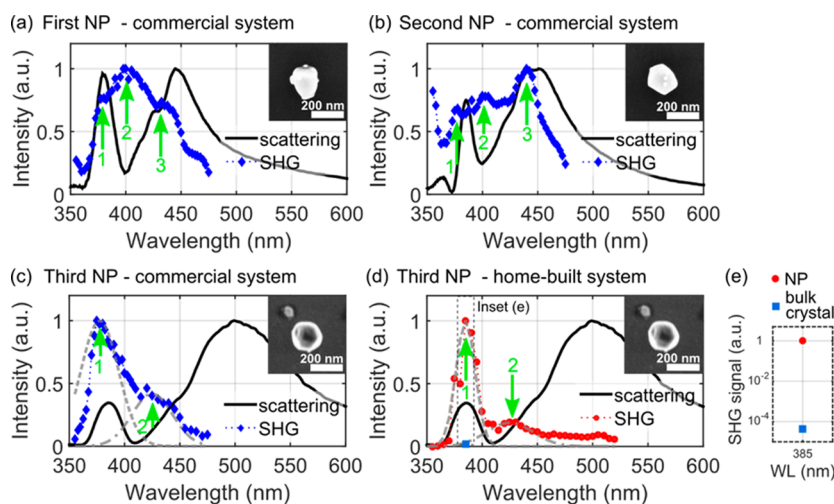 (a) First NP - commercial system
Intensity (a.u.)
1
0.5
0
350 400 450 500 550 600
Wavelength (nm)
1
2
3
scattering
SHG
200 nm
(b) Second NP - commercial system
Intensity (a.u.)
1
0.5
0
350 400 450 500 550 600
Wavelength (nm)
1
2
3
scattering
SHG
200 nm
(c) Third NP - commercial system
Intensity (a.u.)
1
0.5
0
350 400 450 500 550 600
Wavelength (nm)
1
2
scattering
SHG
200 nm
(d) Third NP - home-built system
Intensity (a.u.)
1
0.5
0
350 400 450 500 550 600
Wavelength (nm)
Inset (e)
1
2
scattering
SHG
200 nm
(e)
NP
bulk
crystal
SHG signal (a.u.)
1
10-2
10-4
385
WL (nm)